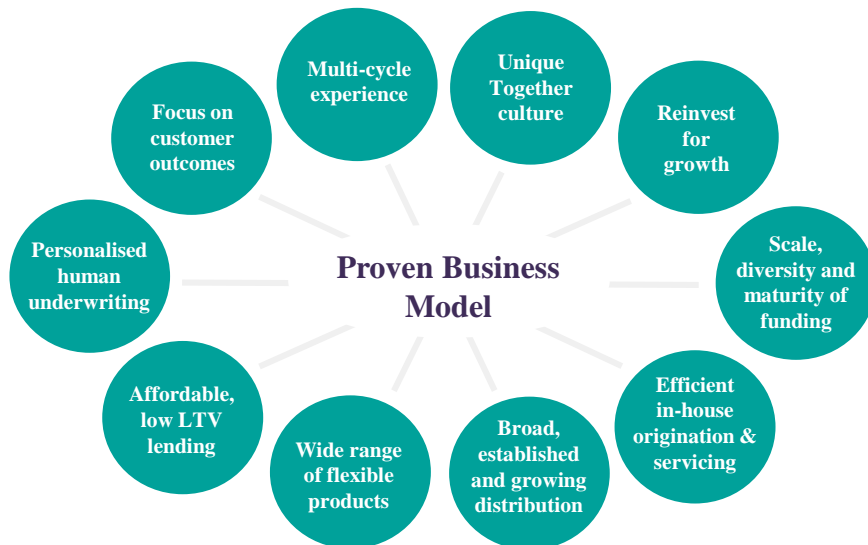 Multi-cycle
experience
Unique
Together
culture
Focus on
customer
outcomes
Reinvest
for
growth
Personalised
human
underwriting
Proven Business
Model
Scale,
diversity and
maturity of
funding
Affordable,
low LTV
lending
Wide range
of flexible
products
Broad,
established
and growing
distribution
Efficient
in-house
origination &
servicing